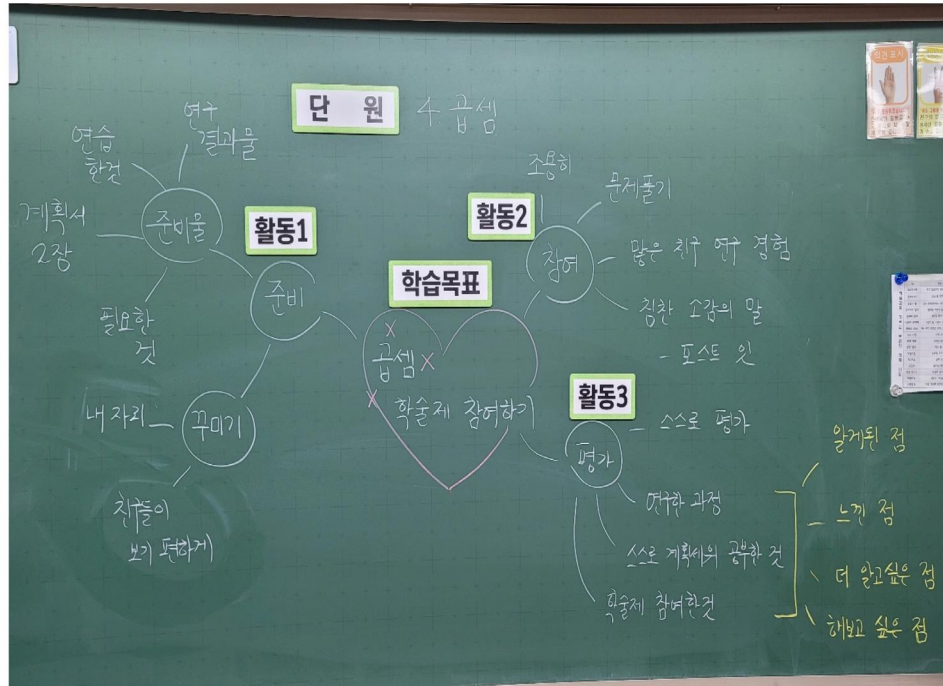 단 원 4. 곱셈
연구
결과물
연습
한것
계획서
2장
준비물
필요한
것
활동1
준비
꾸미기
내 자리
친구들이
보기 편하게
학습목표
곱셈
학술제 참여하기
활동2
참여
조용히
문제풀기
많은 친구 연구 경험
칭찬 소감의 말
- 포스트 잇
활동3
평가
스스로 평가
연구한 과정
스스로 계획세워 공부한 것
학술제 참여한것
알게된 점
느낀 점
더 알고싶은 점
해보고 싶은 점
의견표시